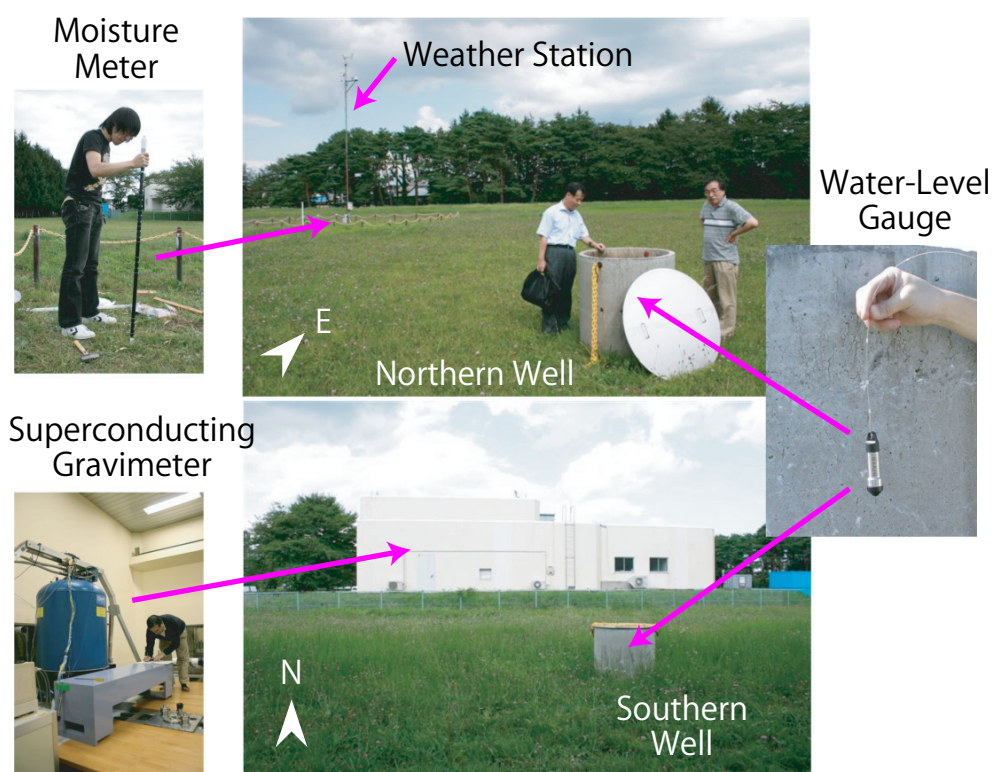 Moisture
Meter
Weather Station
Water-Level
Gauge
E
Northern Well
Superconducting
Gravimeter
N
Southern
Well